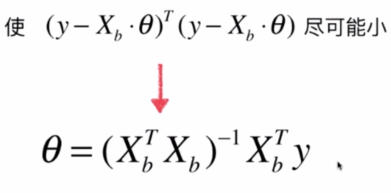 使 (y − X_b · θ)^T (y − X_b · θ) 尽可能小
θ = (X_b^T X_b)^{-1} X_b^T y